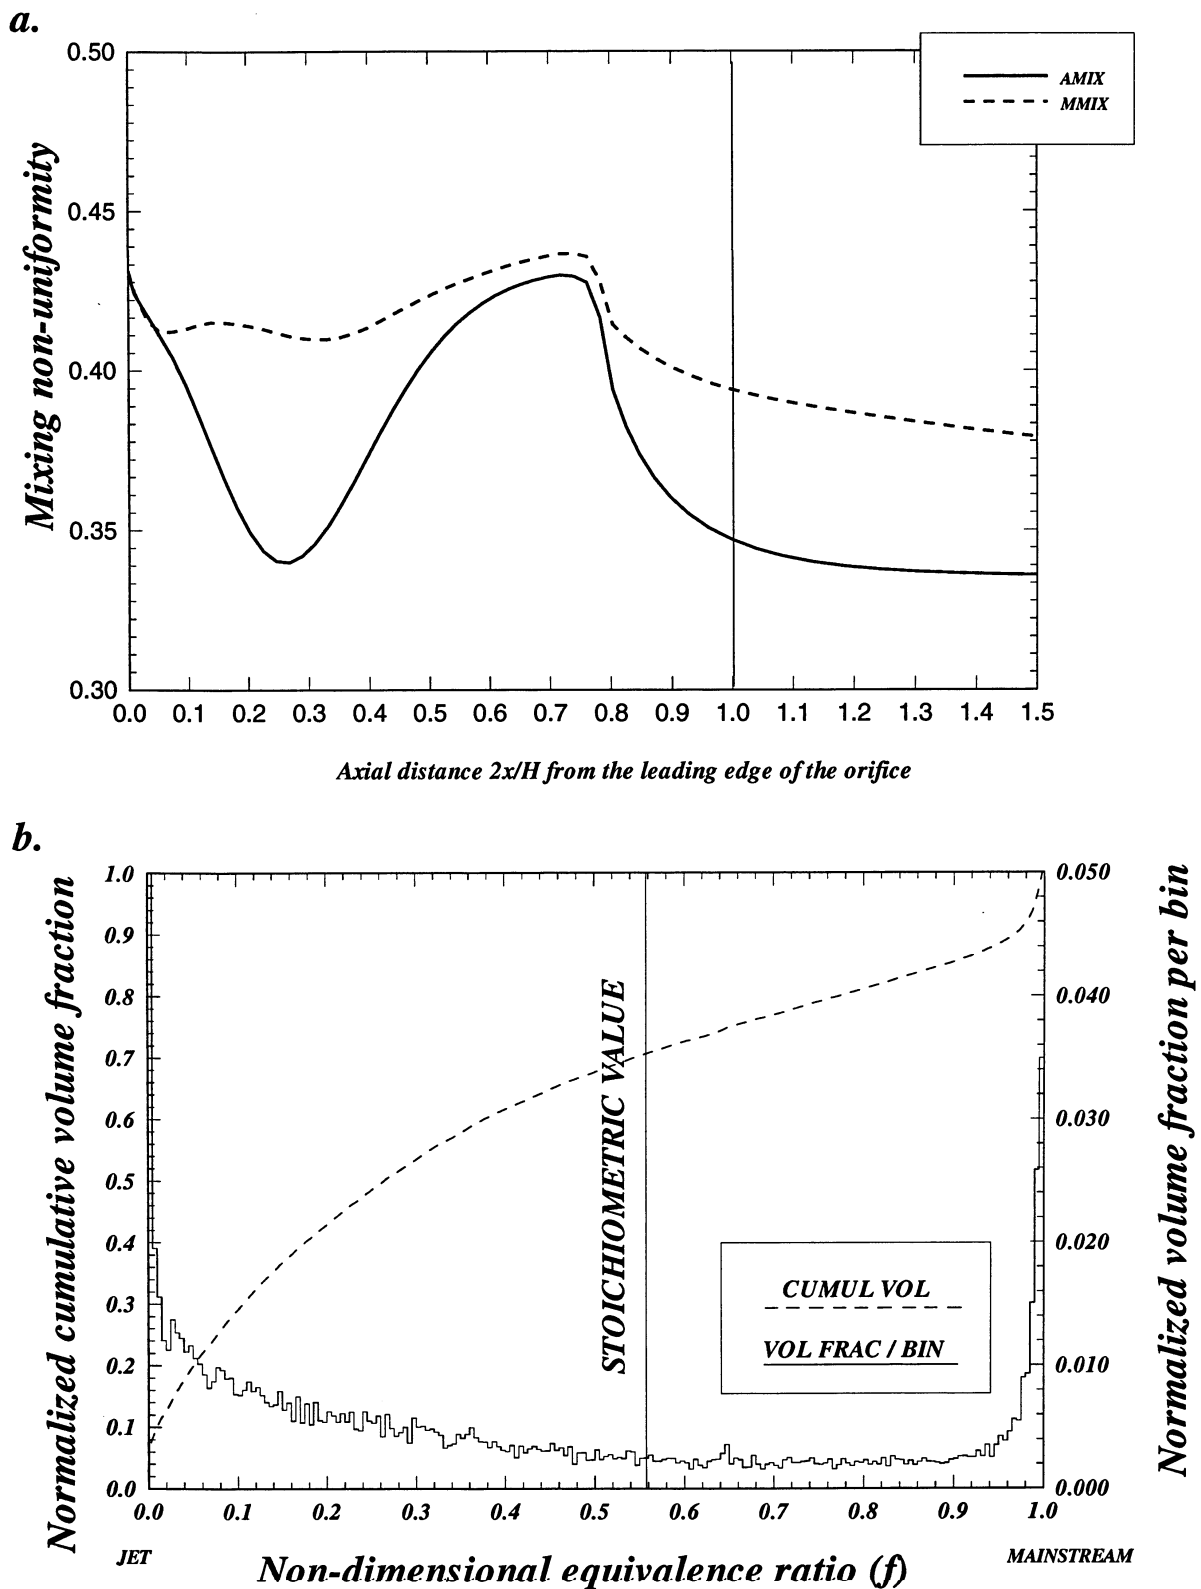 a.
0.50
0.45
0.40
0.35
0.30
Mixing non-uniformity
AMIX
MMIX
0.0 0.1 0.2 0.3 0.4 0.5 0.6 0.7 0.8 0.9 1.0 1.1 1.2 1.3 1.4 1.5
Axial distance 2x/H from the leading edge of the orifice
b.
1.0
0.9
0.8
0.7
0.6
0.5
0.4
0.3
0.2
0.1
0.0
Normalized cumulative volume fraction
STOICHIOMETRIC VALUE
CUMUL VOL
VOL FRAC / BIN
0.050
0.040
0.030
0.020
0.010
0.000
Normalized volume fraction per bin
0.0 0.1 0.2 0.3 0.4 0.5 0.6 0.7 0.8 0.9 1.0
JET
MAINSTREAM
Non-dimensional equivalence ratio (f)